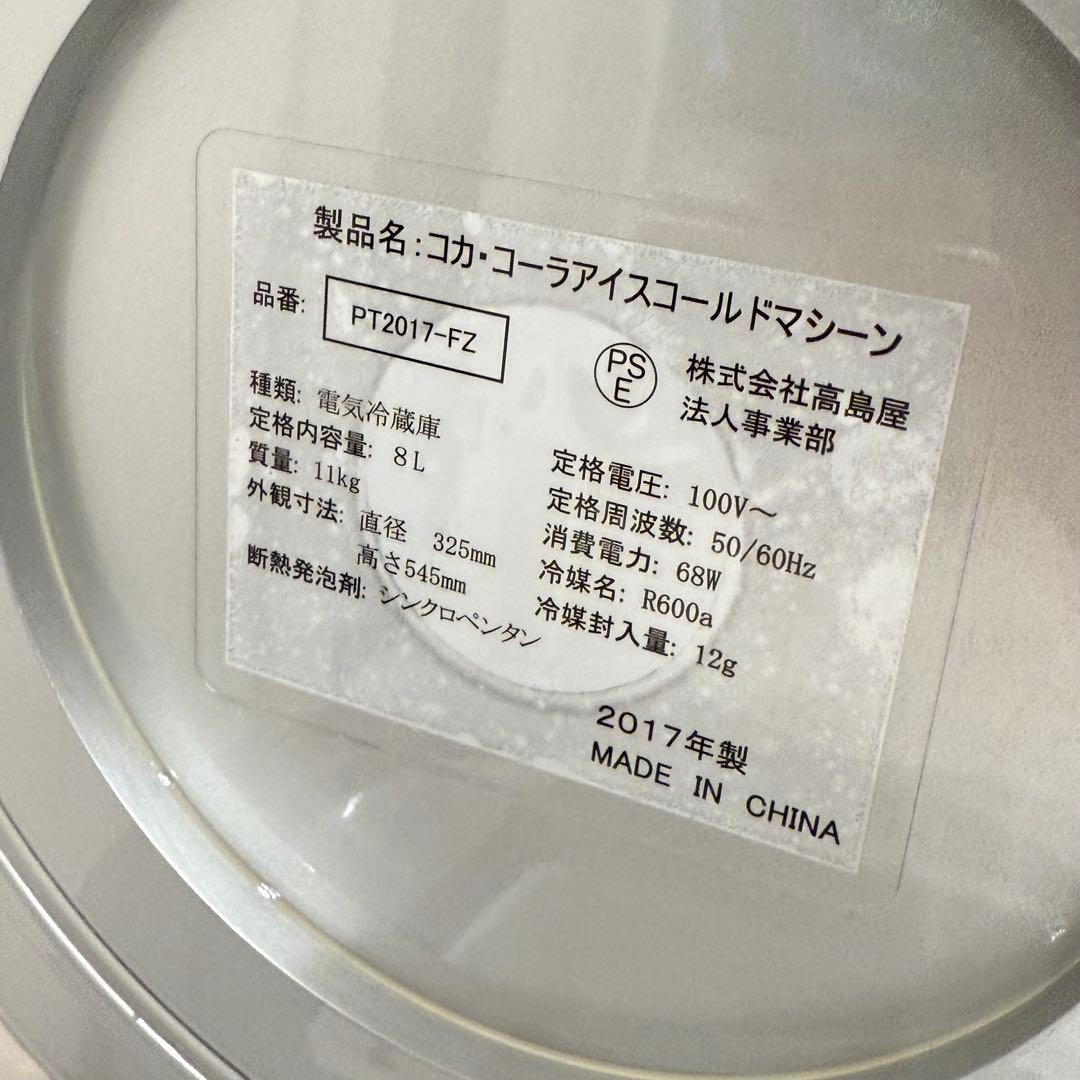 製品名:コカ・コーラアイスコールドマシーン
品番: PT2017-FZ
PS
E
株式会社高島屋
法人事業部
種類: 電気冷蔵庫
定格内容量: 8L
質量: 11kg
外観寸法: 直径 325mm
高さ545mm
断熱発泡剤: シンクロペンタン
定格電圧: 100V～
定格周波数: 50/60Hz
消費電力: 68W
冷媒名: R600a
冷媒封入量: 12g
2017年製
MADE IN CHINA